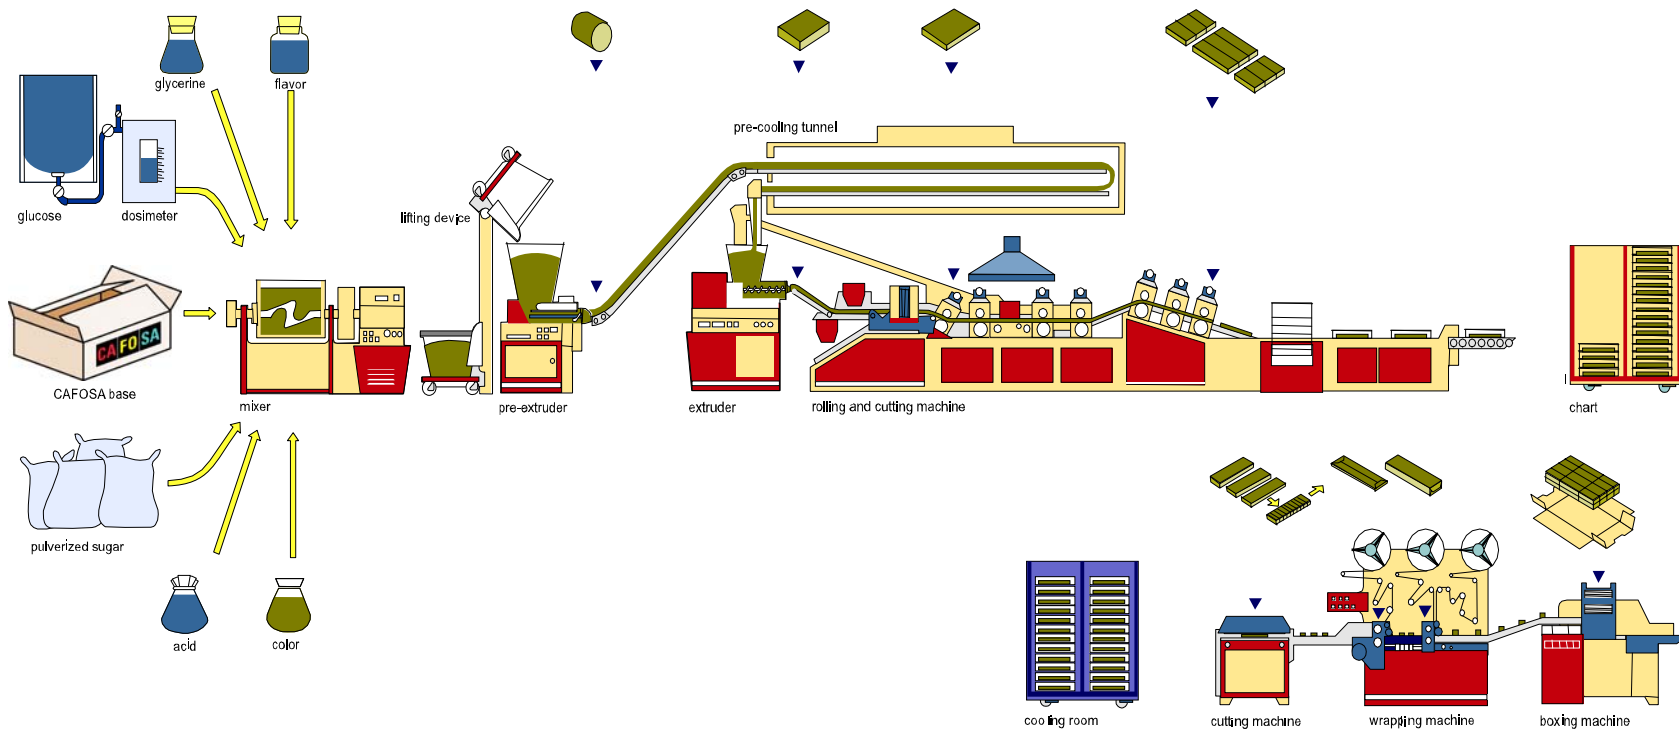 glycerine
flavor
pre-cooling tunnel
glucose
dosimeter
lifting device
CAFOSA
CAFOSA base
mixer
pre-extruder
extruder
rolling and cutting machine
chart
pulverized sugar
acid
color
cooling room
cutting machine
wrapping machine
boxing machine